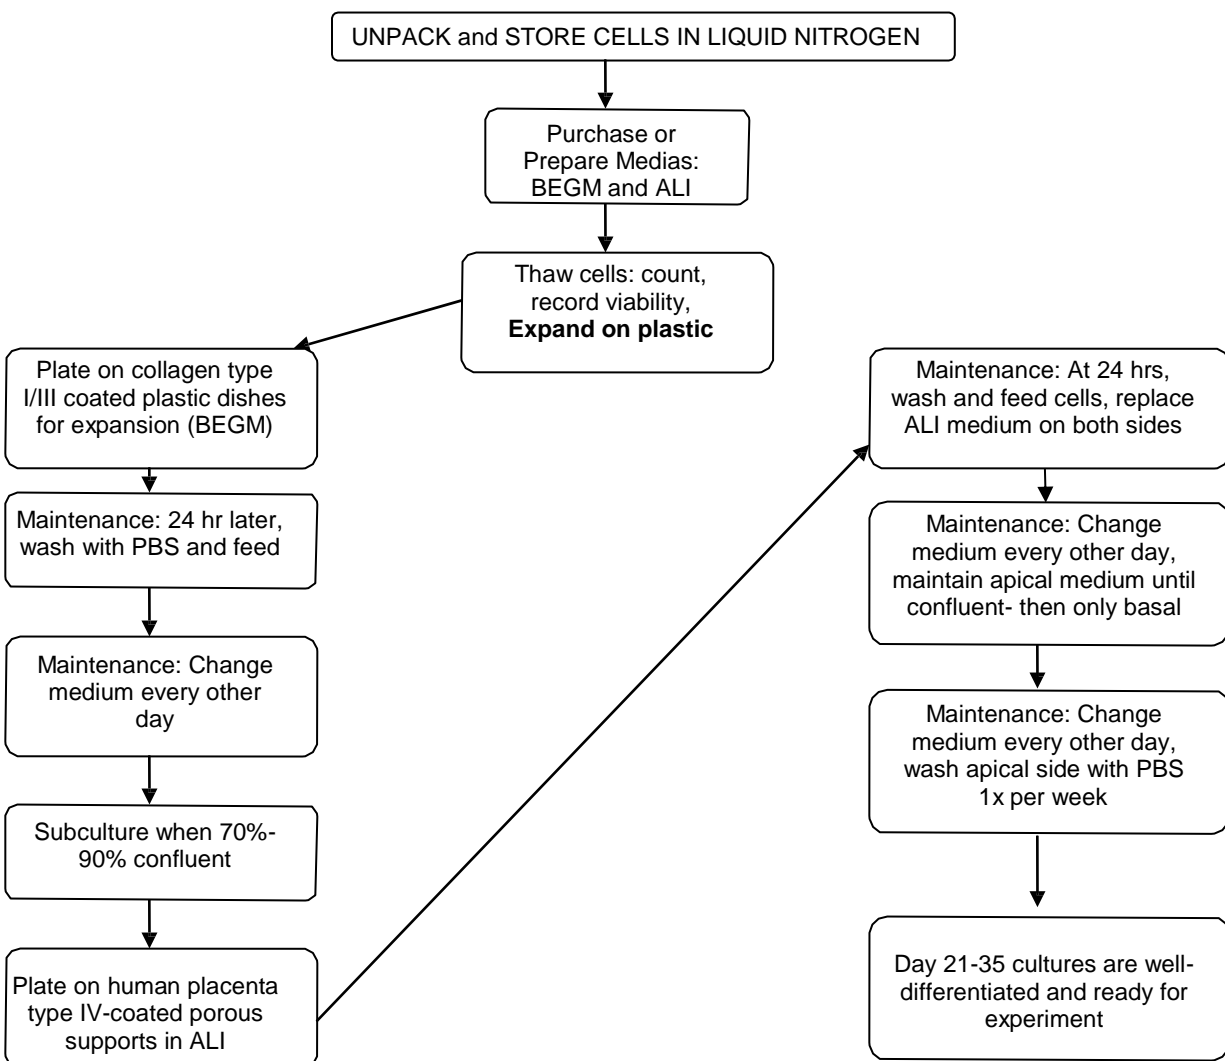 UNPACK and STORE CELLS IN LIQUID NITROGEN
Purchase or
Prepare Medias:
BEGM and ALI
Thaw cells: count,
record viability,
Expand on plastic
Plate on collagen type
I/III coated plastic dishes
for expansion (BEGM)
Maintenance: 24 hr later,
wash with PBS and feed
Maintenance: Change
medium every other
day
Subculture when 70%-
90% confluent
Plate on human placenta
type IV-coated porous
supports in ALI
Maintenance: At 24 hrs,
wash and feed cells, replace
ALI medium on both sides
Maintenance: Change
medium every other day,
maintain apical medium until
confluent- then only basal
Maintenance: Change
medium every other day,
wash apical side with PBS
1x per week
Day 21-35 cultures are well-
differentiated and ready for
experiment